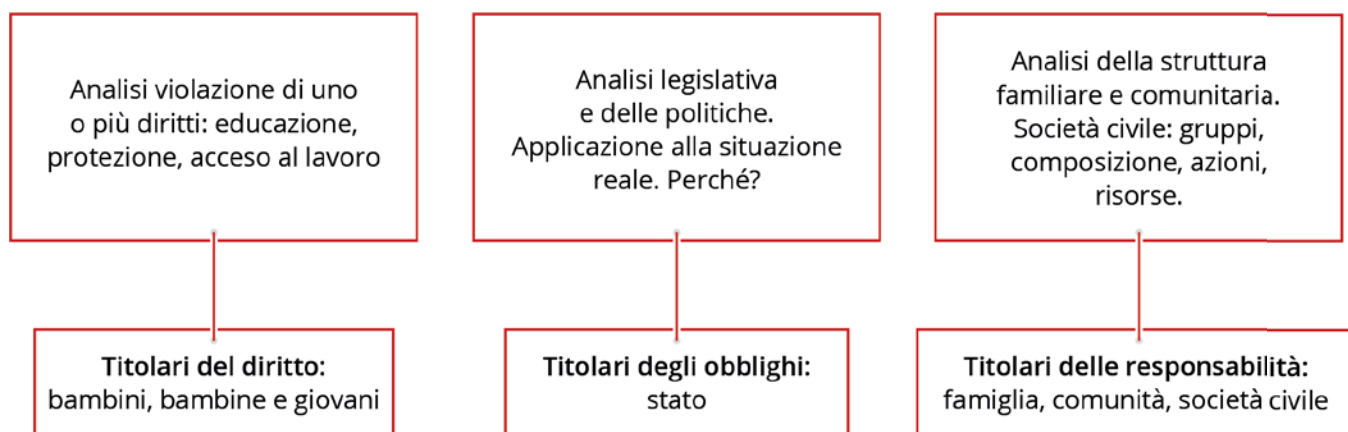 Analisi violazione di uno
o più diritti: educazione,
protezione, acceso al lavoro
Analisi legislativa
e delle politiche.
Applicazione alla situazione
reale. Perché?
Analisi della struttura
familiare e comunitaria.
Società civile: gruppi,
composizione, azioni,
risorse.
Titolari del diritto:
bambini, bambine e giovani
Titolari degli obblighi:
stato
Titolari delle responsabilità:
famiglia, comunità, società civile